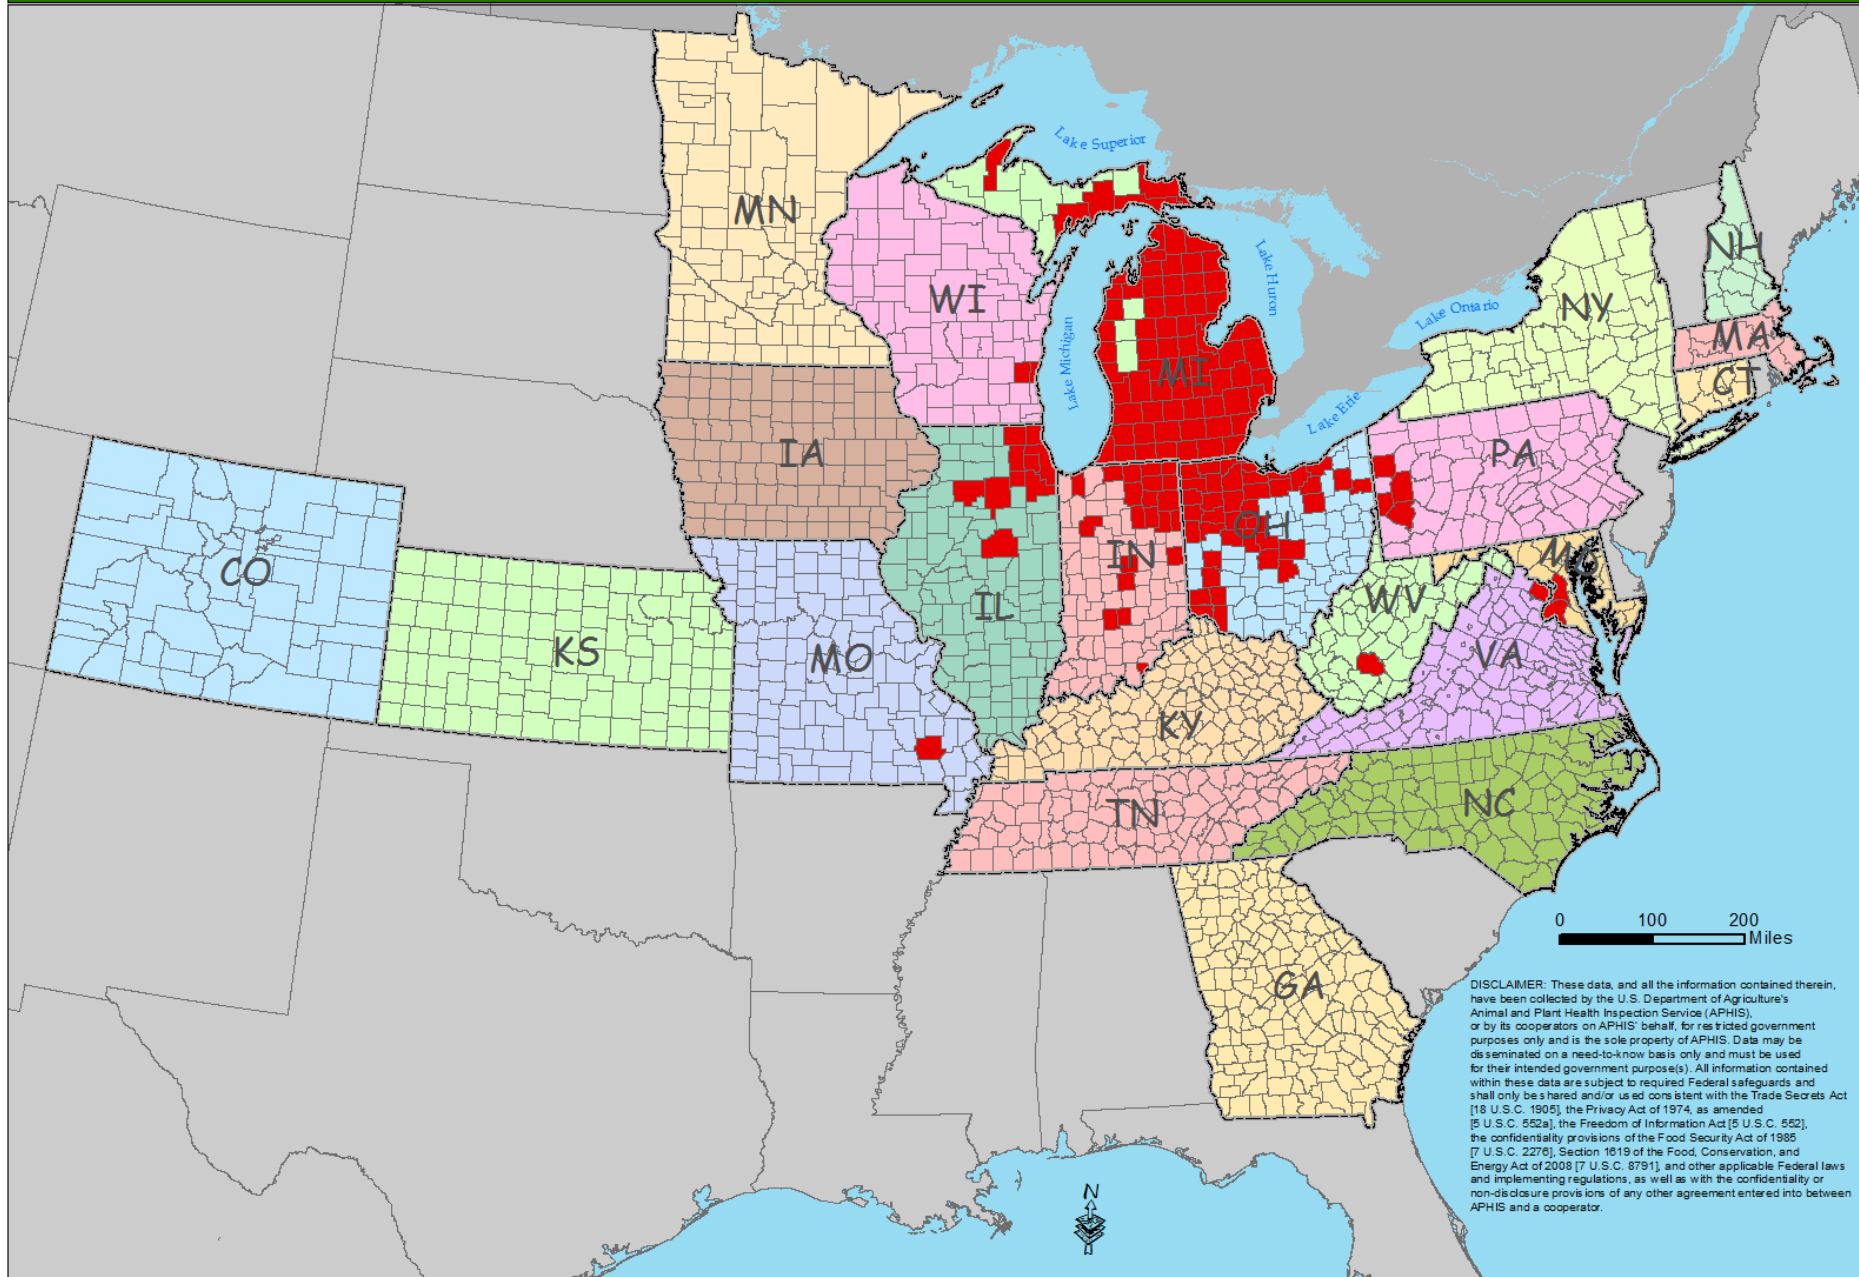 Lake Superior
MN
NH
WI
Lake Huron
NY
Lake Ontario
MA
Lake Michigan
MI
CT
Lake Erie
IA
PA
OH
IN
CO
WV
IL
KS
MO
VA
KY
NC
TN
0 100 200
Miles
GA
DISCLAIMER: These data, and all the information contained therein,
have been collected by the U.S. Department of Agriculture's
Animal and Plant Health Inspection Service (APHIS),
or by its cooperators on APHIS' behalf, for restricted government
purposes only and is the sole property of APHIS. Data may be
disseminated on a need-to-know basis only and must be used
for their intended government purpose(s). All information contained
within these data are subject to required Federal safeguards and
shall only be shared and/or used consistent with the Trade Secrets Act
[18 U.S.C. 1905], the Privacy Act of 1974, as amended
[5 U.S.C. 552a], the Freedom of Information Act [5 U.S.C. 552],
the confidentiality provisions of the Food Security Act of 1985
[7 U.S.C. 2276], Section 1619 of the Food, Conservation, and
Energy Act of 2008 [7 U.S.C. 8791], and other applicable Federal laws
and implementing regulations, as well as with the confidentiality or
non-disclosure provisions of any other agreement entered into between
APHIS and a cooperator.
N